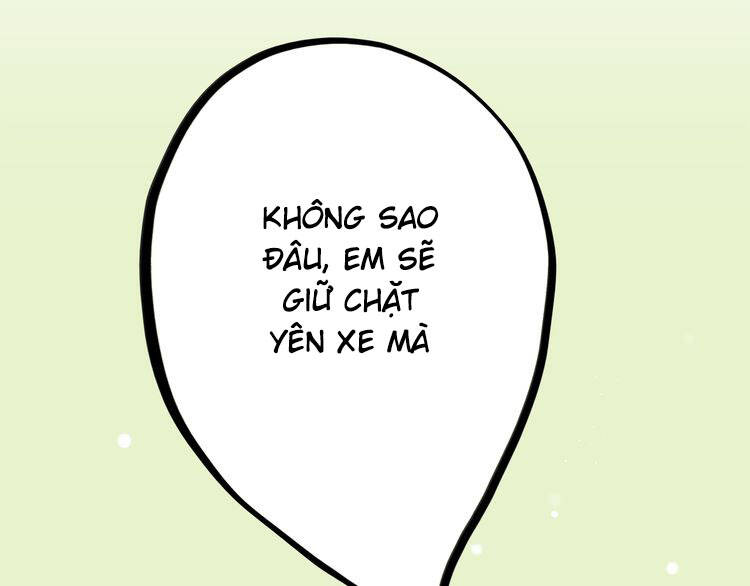 KHÔNG SAO
ĐÂU, EM SẼ
GIỮ CHẶT
YÊN XE MÀ